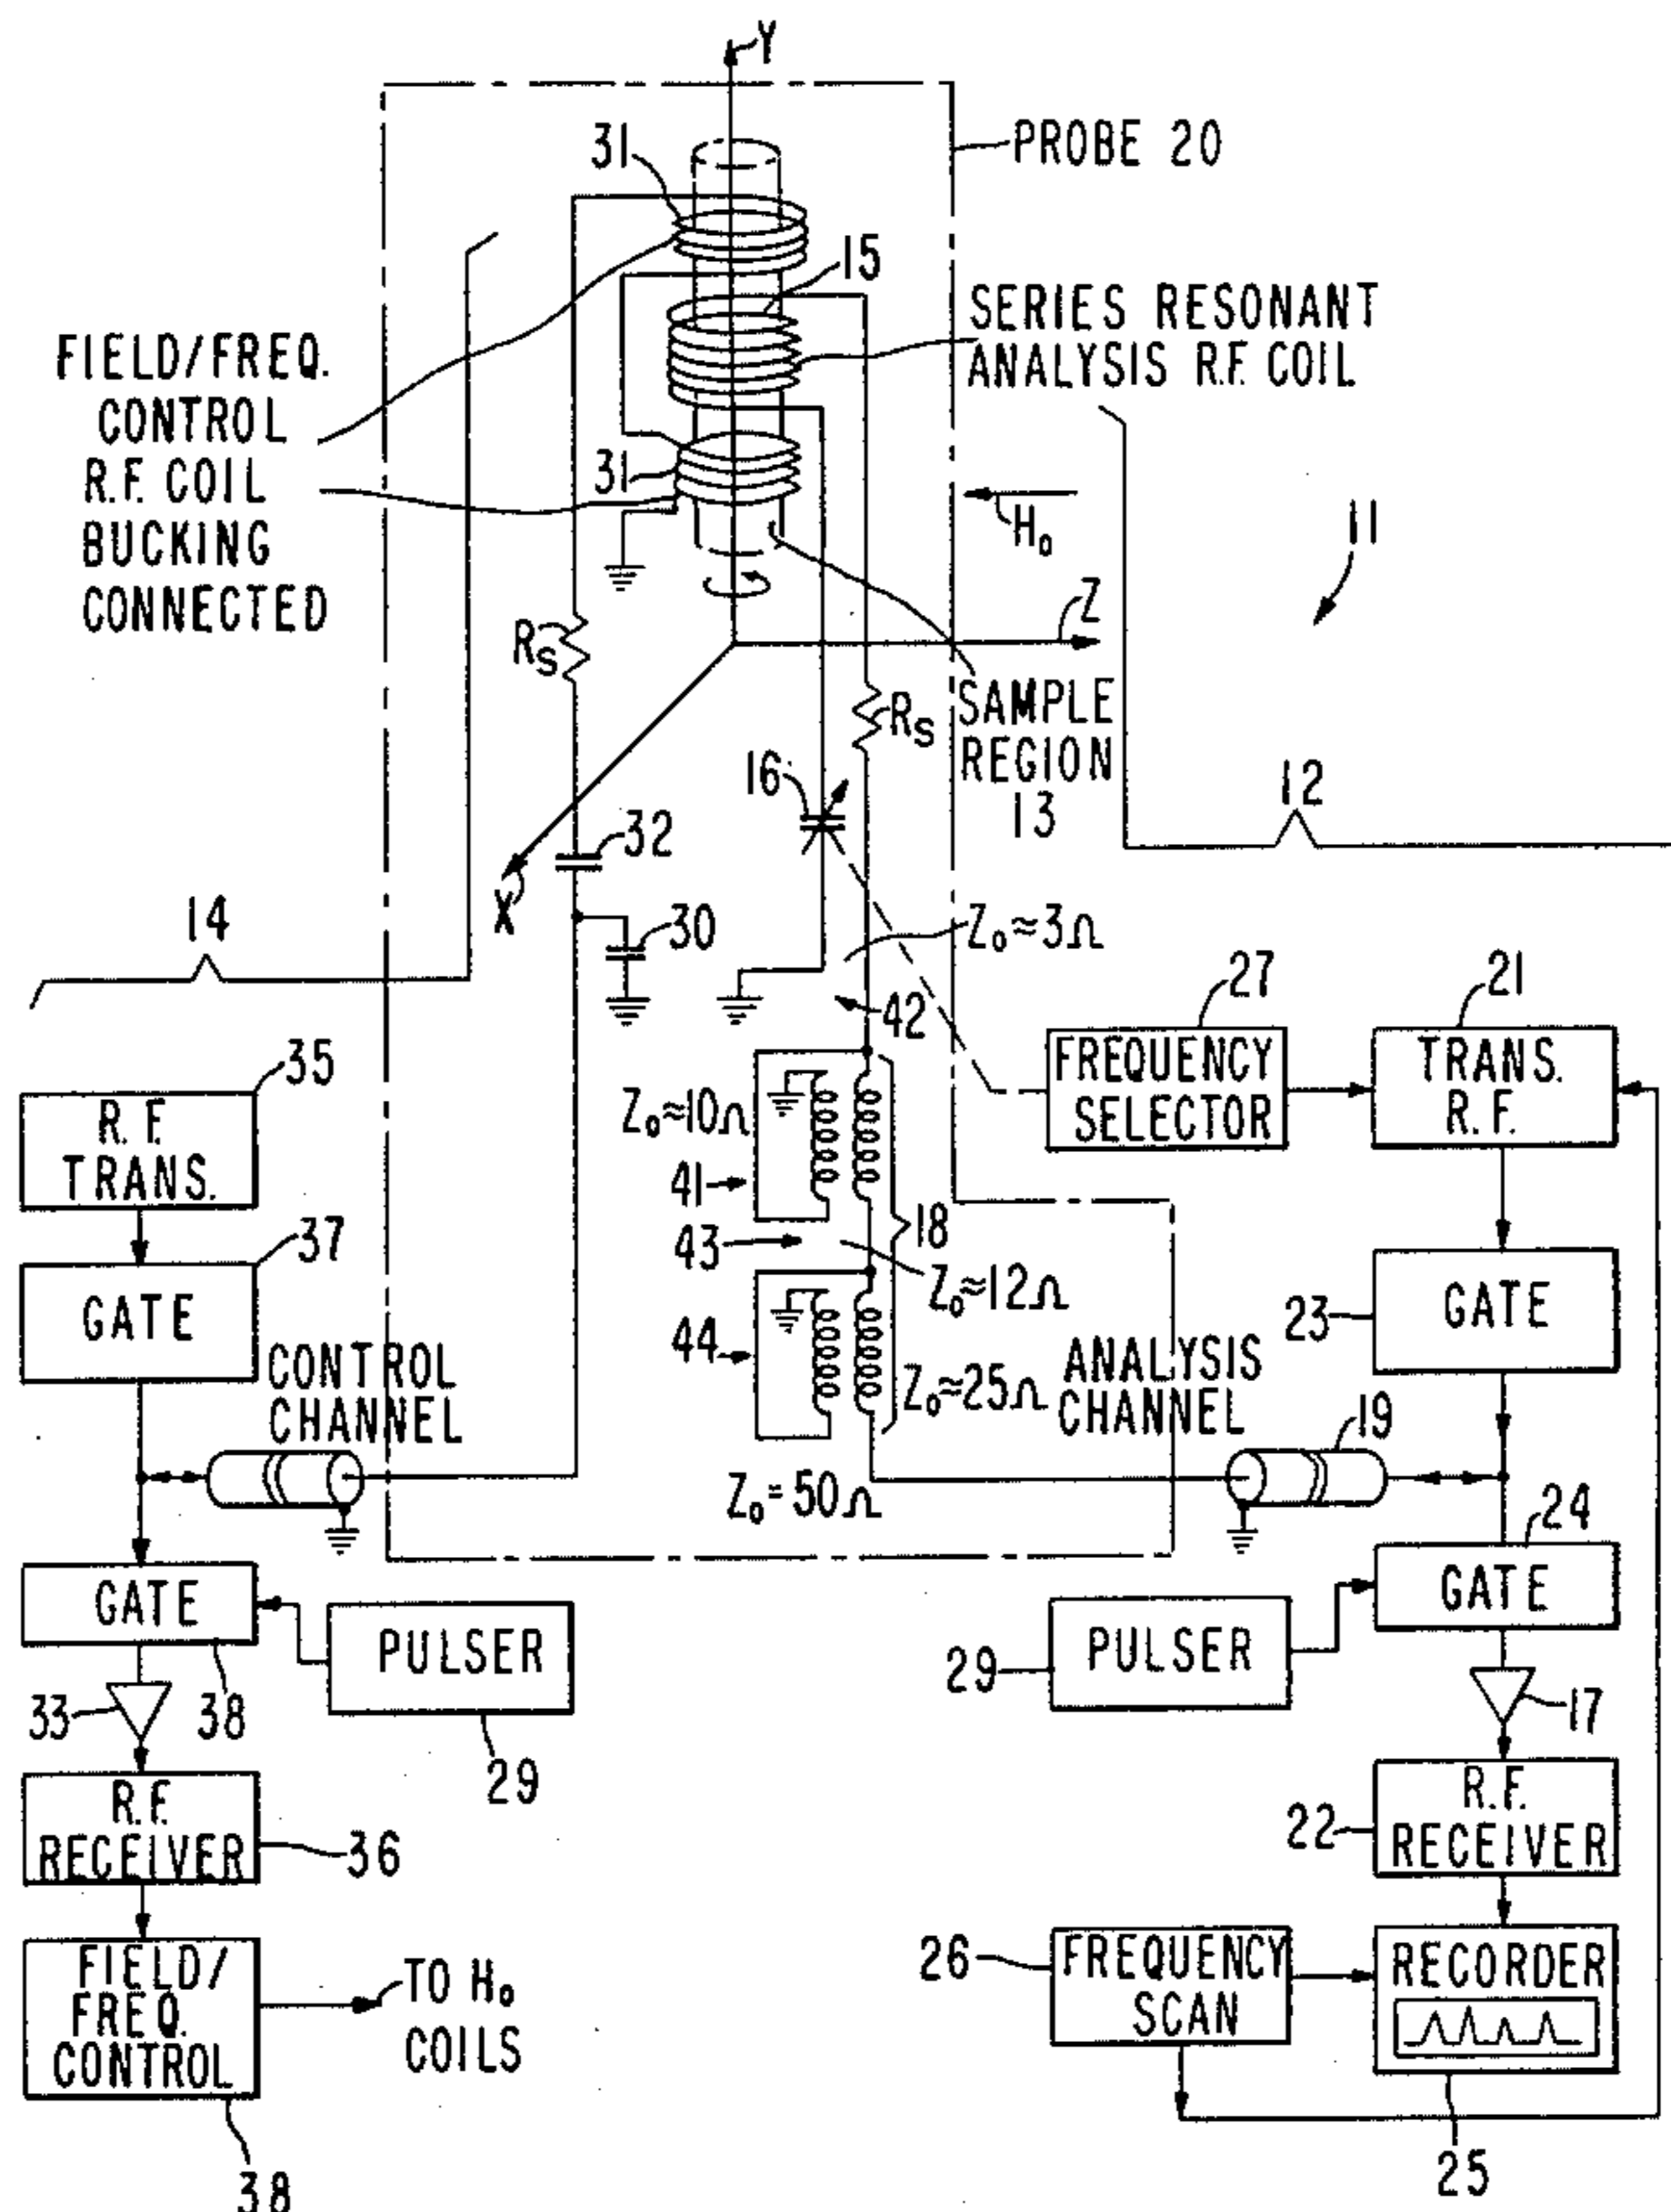 Y
PROBE 20
31
15
SERIES RESONANT
ANALYSIS R.F. COIL
FIELD/FREQ.
CONTROL
R.F. COIL
BUCKING
CONNECTED
31
H₀
11
Z
Rs
Rs
SAMPLE
REGION
13
16
12
32
X
14
30
Z₀≈3Ω
42
27
21
FREQUENCY
SELECTOR
TRANS.
R.F.
35
R.F.
TRANS.
Z₀≈10Ω
41
43
18
Z₀≈12Ω
37
GATE
23
GATE
44
Z₀≈25Ω
CONTROL
CHANNEL
ANALYSIS
CHANNEL
19
Z₀=50Ω
24
GATE
GATE
PULSER
29
PULSER
33
38
17
29
R.F.
RECEIVER
36
22
R.F.
RECEIVER
FIELD/
FREQ.
CONTROL
TO H₀
COILS
26
FREQUENCY
SCAN
RECORDER
25
38